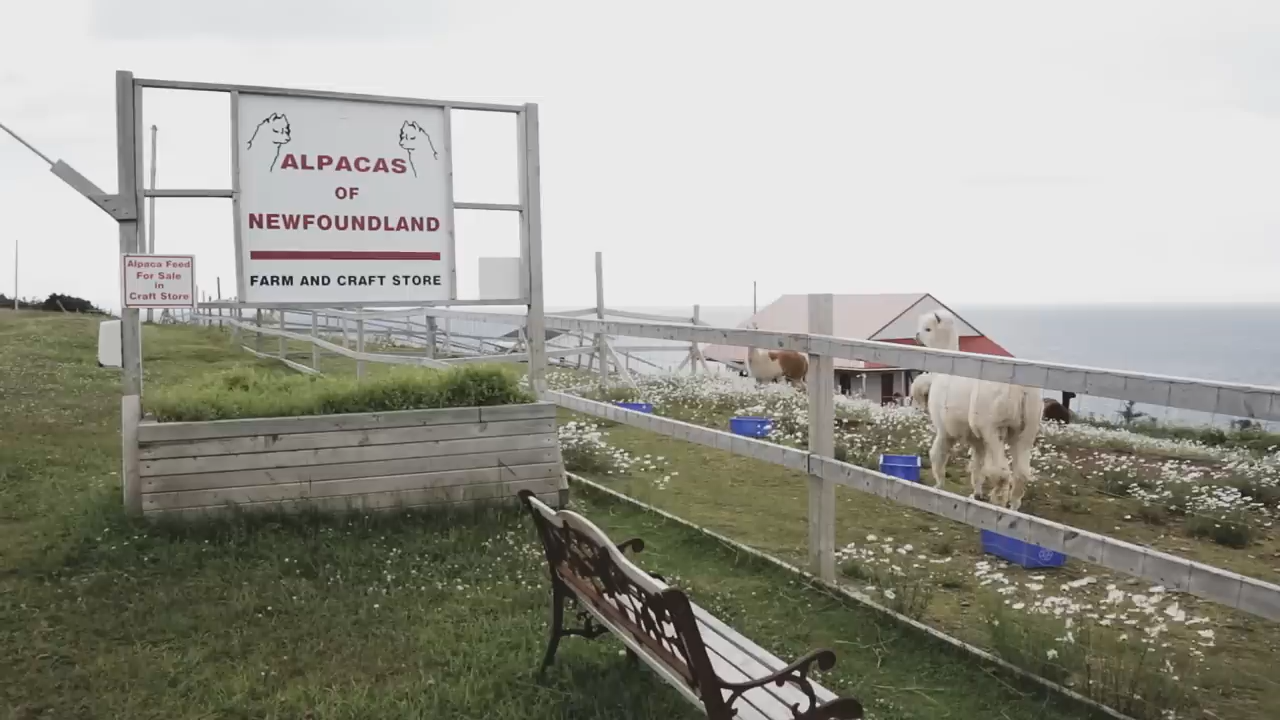 ALPACAS
OF
NEWFOUNDLAND
FARM AND CRAFT STORE
Alpaca Feed
For Sale
in
Craft Store